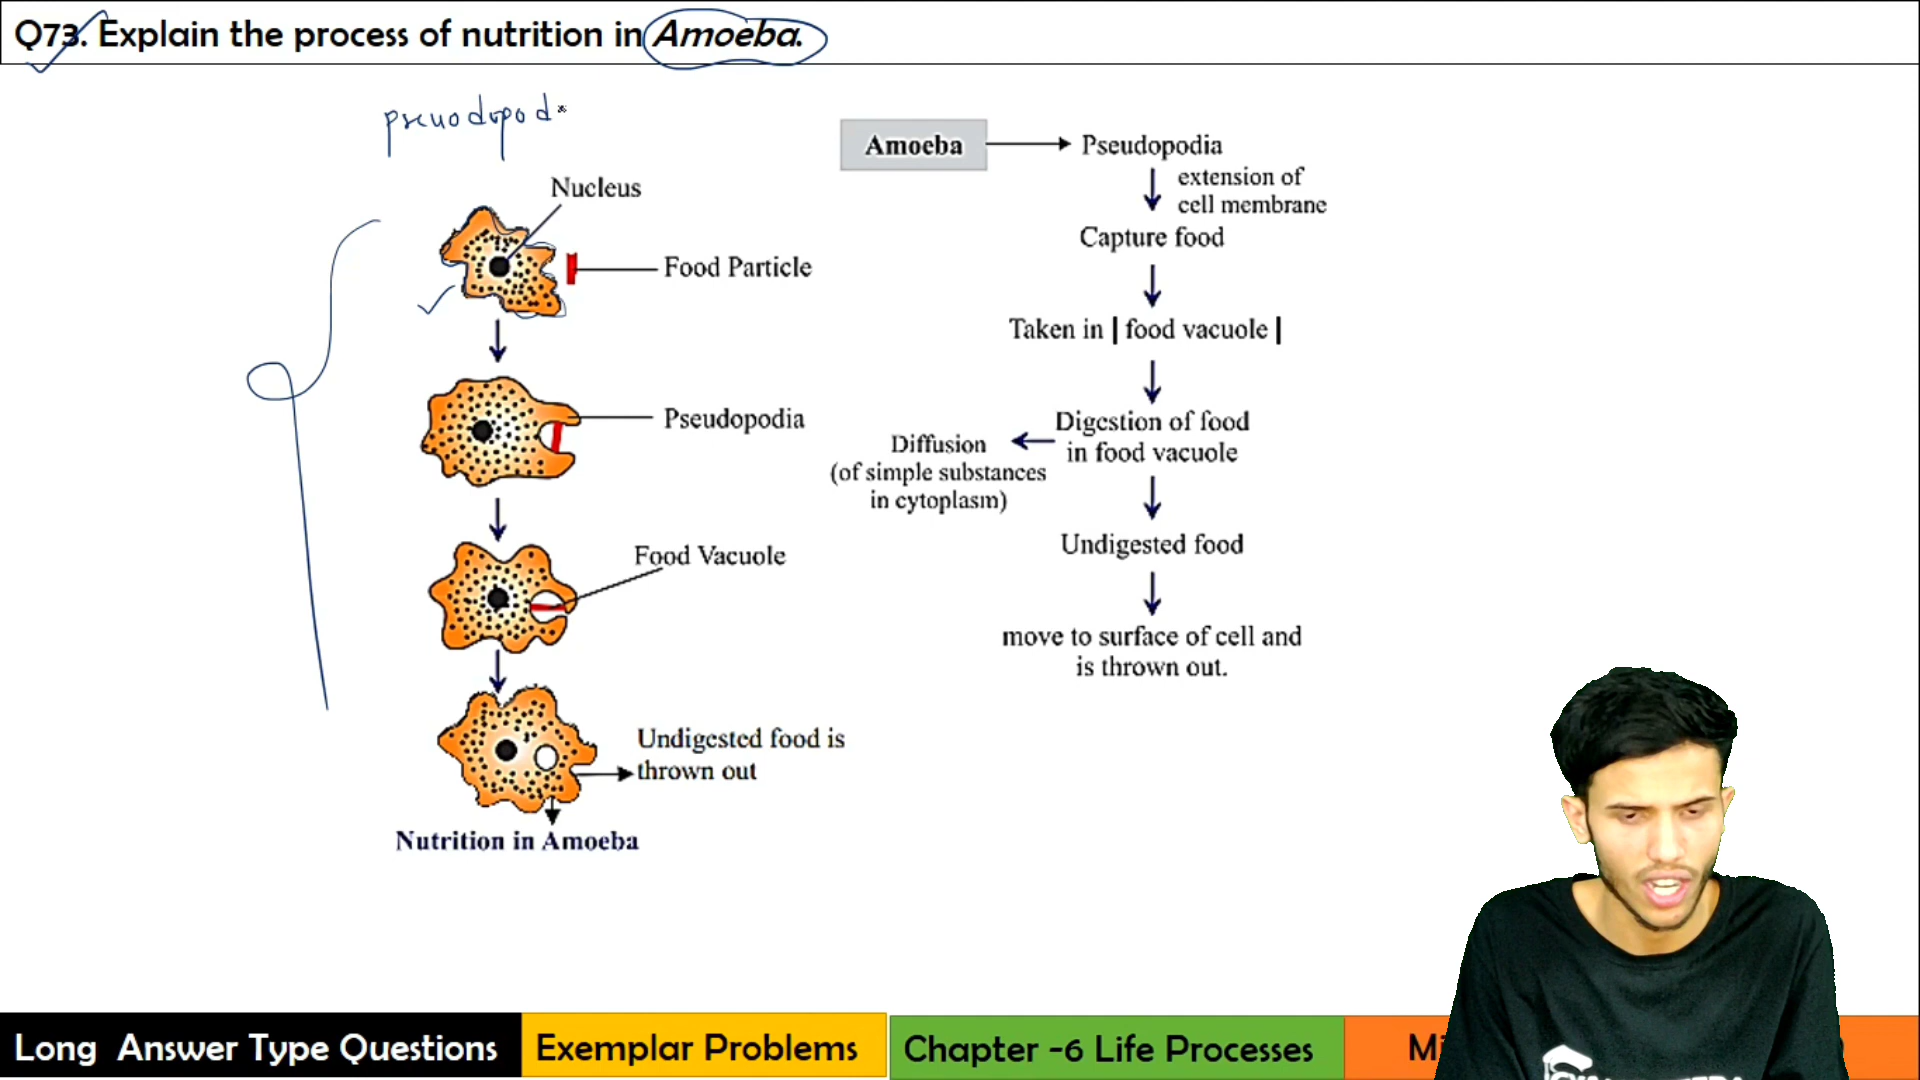 Q73. Explain the process of nutrition in Amoeba.
pseudopod
Nucleus
Food Particle
Pseudopodia
Food Vacuole
Undigested food is
thrown out
Nutrition in Amoeba
Amoeba
Pseudopodia
extension of
cell membrane
Capture food
Taken in | food vacuole |
Digestion of food
in food vacuole
Diffusion
(of simple substances
in cytoplasm)
Undigested food
move to surface of cell and
is thrown out.
Long Answer Type Questions
Exemplar Problems
Chapter -6 Life Processes